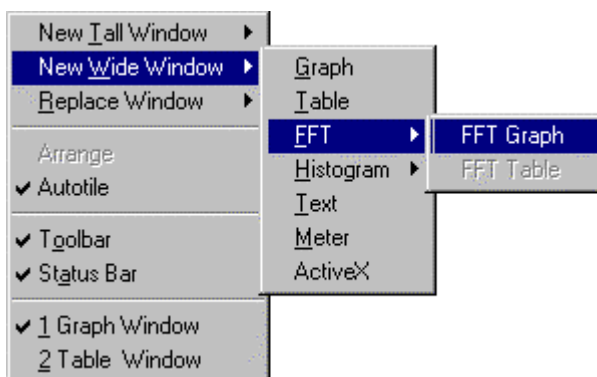 New Tall Window
New Wide Window
Replace Window
Arrange
Autotile
Toolbar
Status Bar
1 Graph Window
2 Table Window
Graph
Table
FFT
Histogram
Text
Meter
ActiveX
FFT Graph
FFT Table